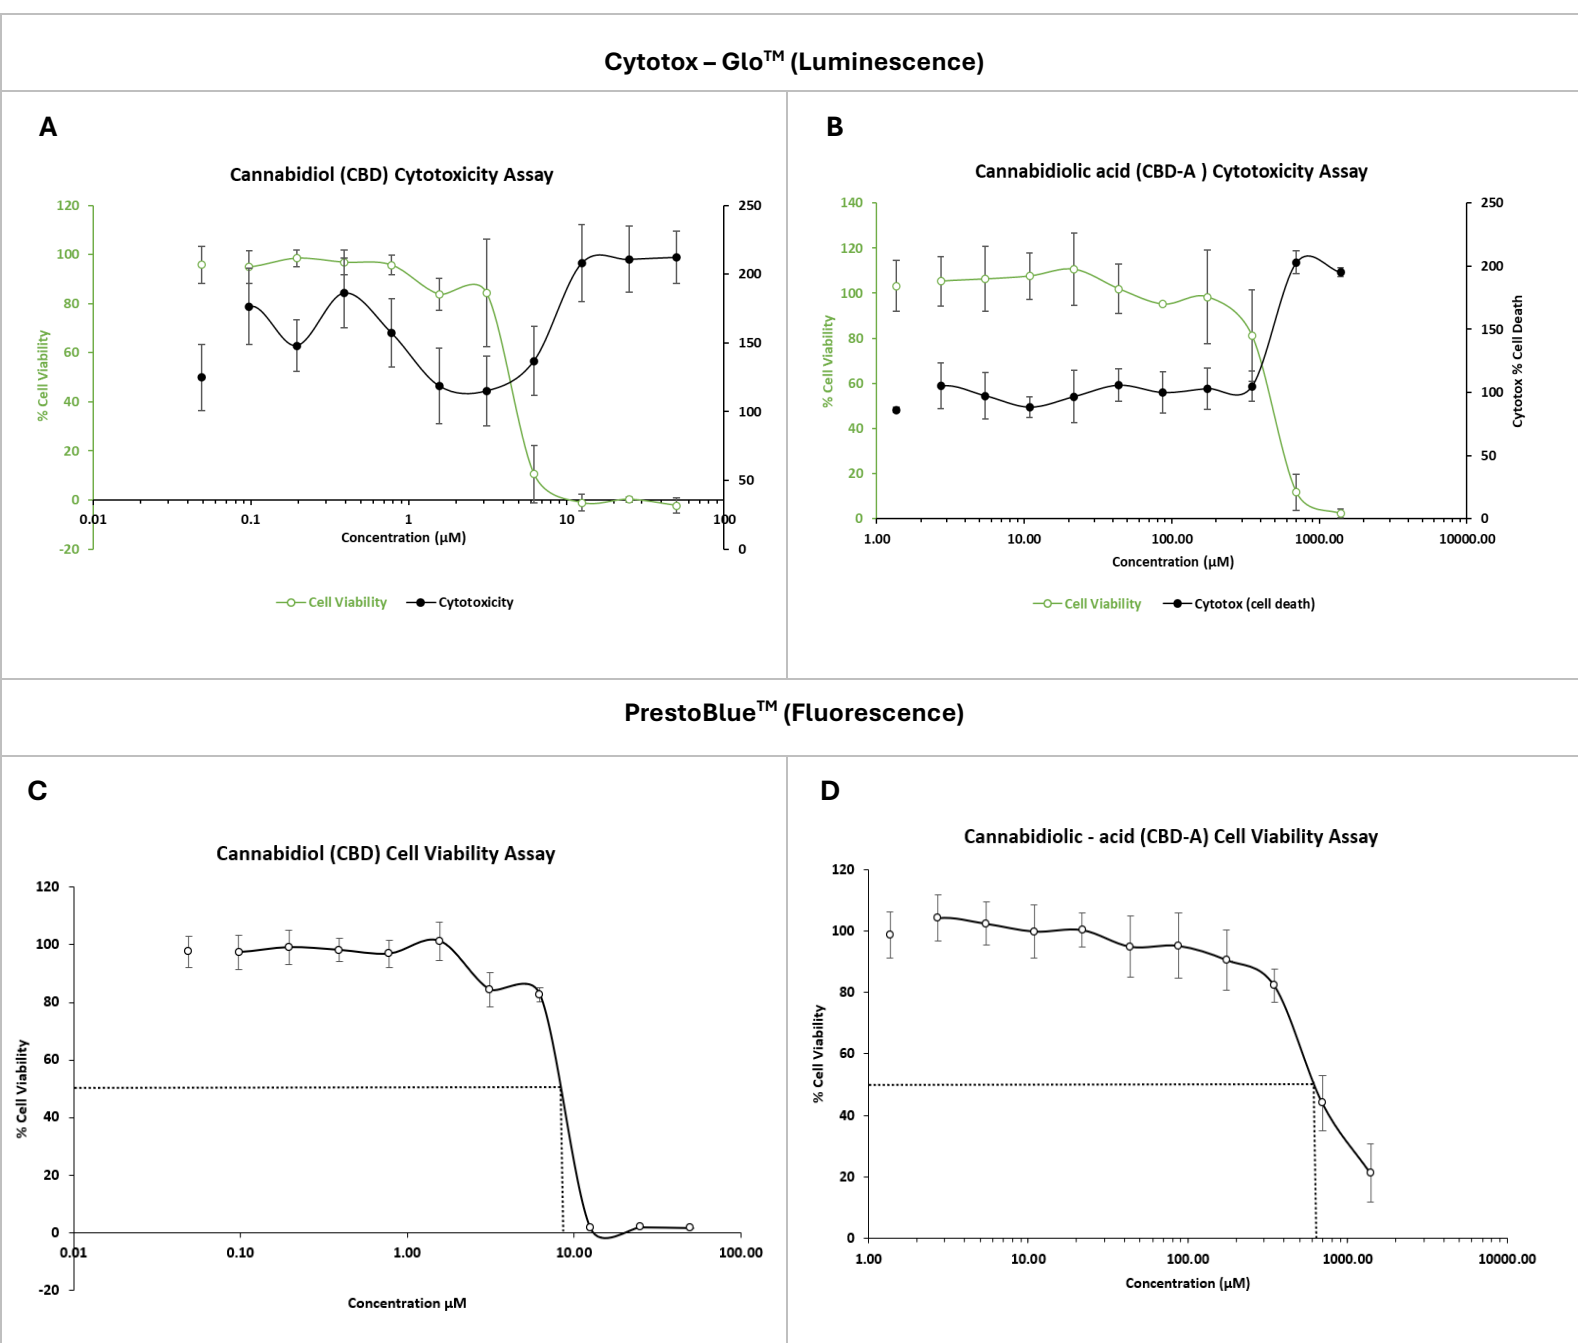 Cytotox – Glo™ (Luminescence)
A
Cannabidiol (CBD) Cytotoxicity Assay
120
100
80
60
40
20
0
-20
% Cell Viability
250
200
150
100
50
0
0.01
0.1
1
10
100
Concentration (µM)
Cell Viability
Cytotoxicity
B
Cannabidiolic acid (CBD-A ) Cytotoxicity Assay
140
120
100
80
60
40
20
0
% Cell Viability
250
200
150
100
50
0
Cytotox % Cell Death
1.00
10.00
100.00
1000.00
10000.00
Concentration (µM)
Cell Viability
Cytotox (cell death)
PrestoBlue™ (Fluorescence)
C
Cannabidiol (CBD) Cell Viability Assay
120
100
80
60
40
20
0
-20
% Cell Viability
0.01
0.10
1.00
10.00
100.00
Concentration µM
D
Cannabidiolic - acid (CBD-A) Cell Viability Assay
120
100
80
60
40
20
0
% Cell Viability
1.00
10.00
100.00
1000.00
10000.00
Concentration (µM)